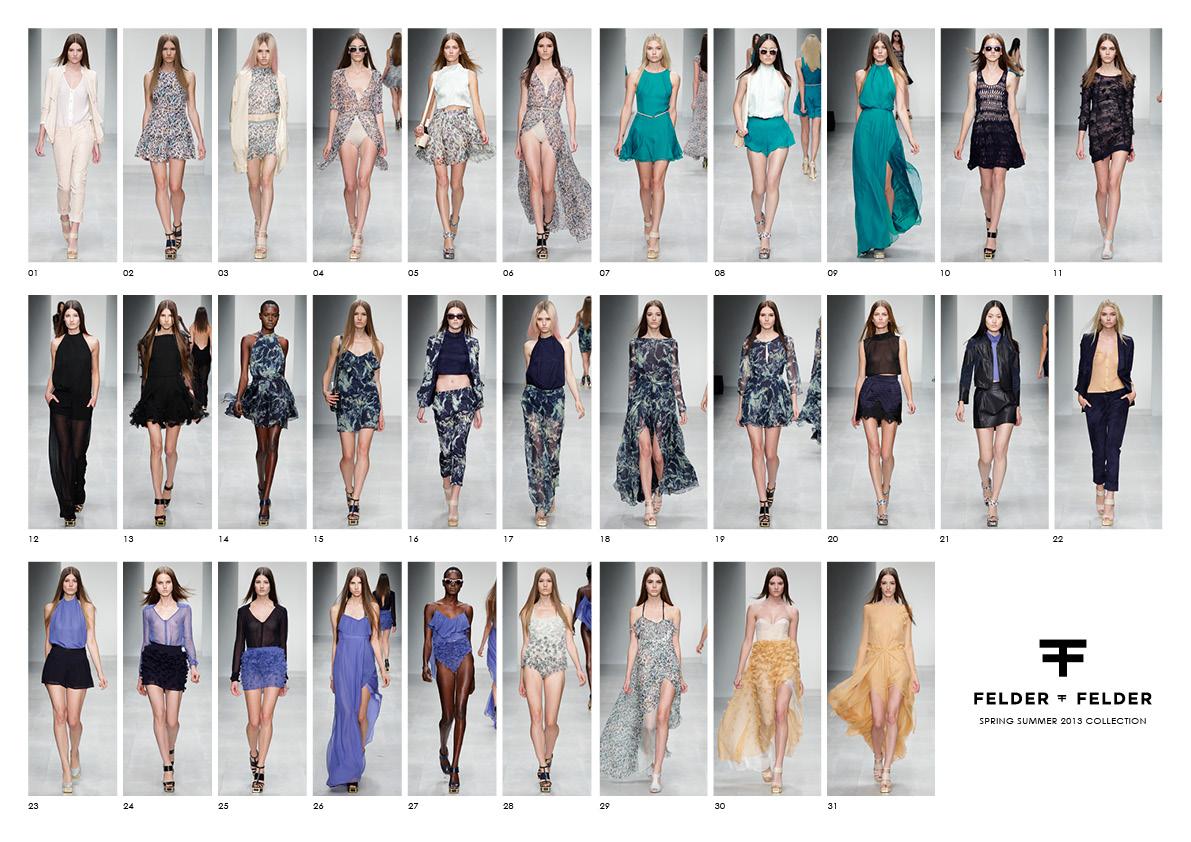 01 02 03 04 05 06 07 08 09 10 11
12 13 14 15 16 17 18 19 20 21 22
FELDER FELDER
SPRING SUMMER 2013 COLLECTION
23 24 25 26 27 28 29 30 31